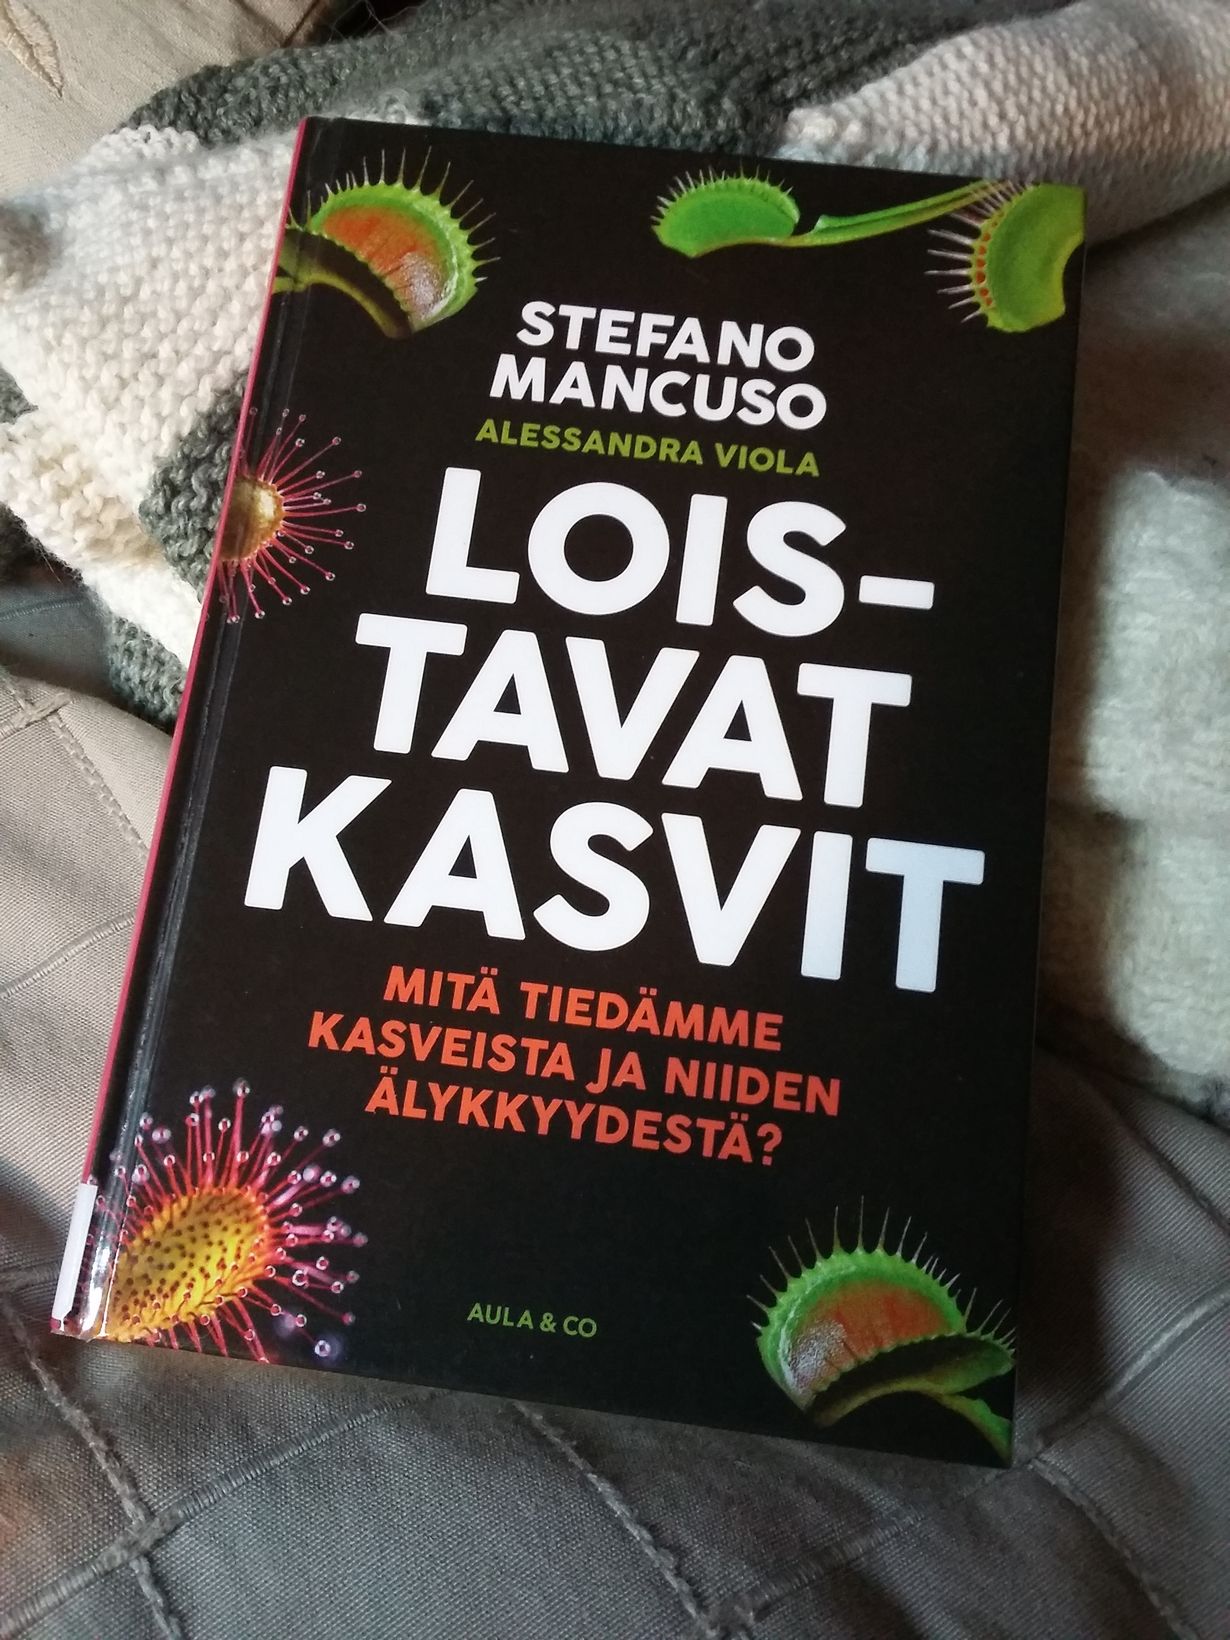 STEFANO
MANCUSO
ALESSANDRA VIOLA
LOIS-
TAVAT
KASVIT
MITÄ TIEDÄMME
KASVEISTA JA NIIDEN
ÄLYKKYYDESTÄ?
AULA & CO